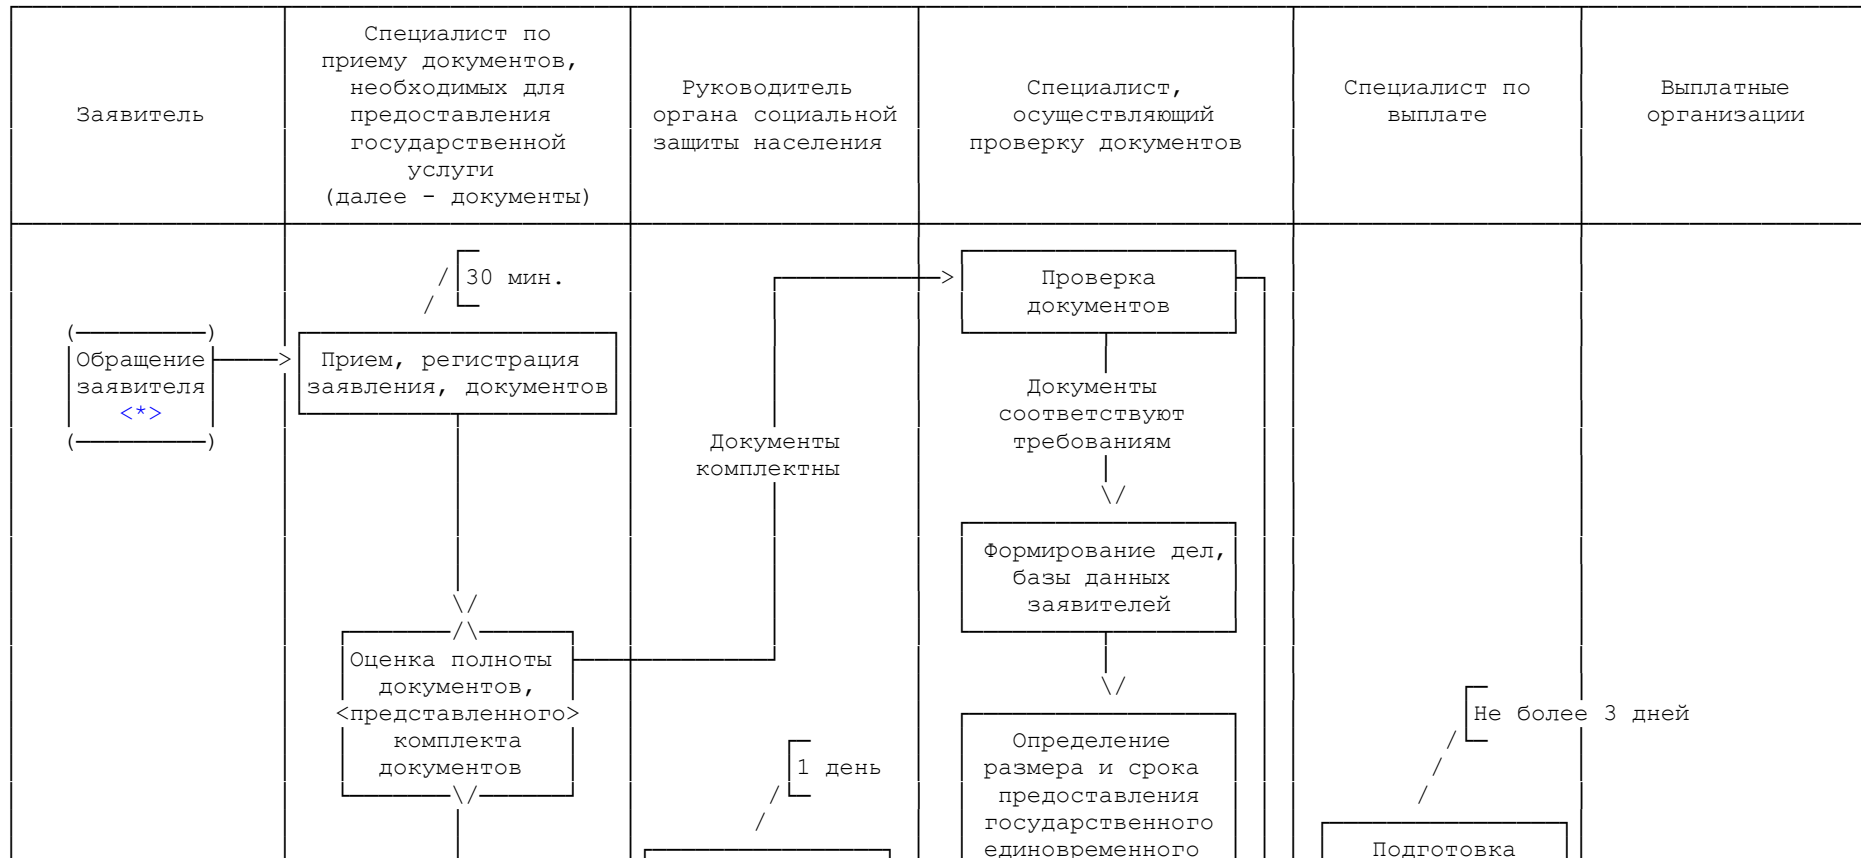 Заявитель
Специалист по
приему документов,
необходимых для
предоставления
государственной
услуги
(далее - документы)
Руководитель
органа социальной
защиты населения
Специалист,
осуществляющий
проверку документов
Специалист по
выплате
Выплатные
организации
30 мин.
Обращение
заявителя
<*>
Прием, регистрация
заявления, документов
Документы
комплектны
Проверка
документов
Документы
соответствуют
требованиям
Формирование дел,
базы данных
заявителей
Оценка полноты
документов,
<представленного>
комплекта
документов
1 день
Определение
размера и срока
предоставления
государственного
единовременного
Не более 3 дней
Подготовка